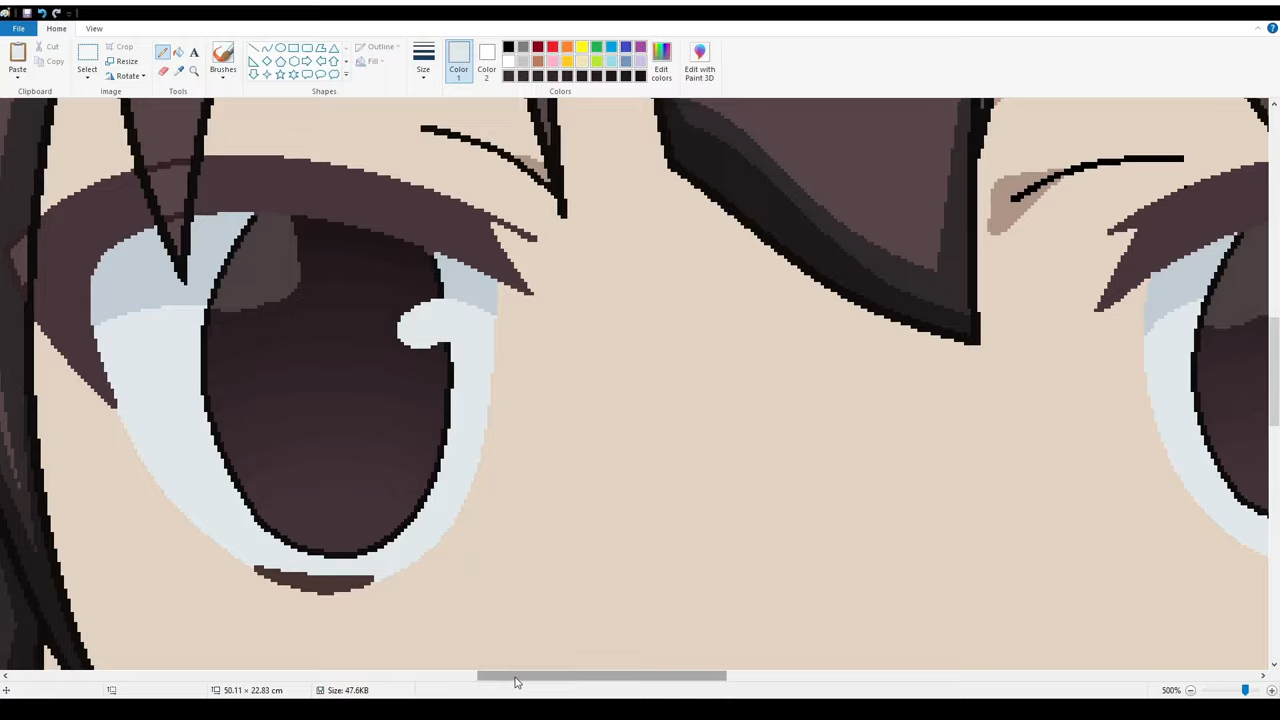 File Home View
Paste Cut Copy Clipboard
Select Crop Resize Rotate Image
A Tools
Brushes
Outline Fill Shapes
Size
Color 1 Color 2 Edit colors Colors
Edit with Paint 3D
50.11 × 22.83 cm Size: 47.6KB 500%